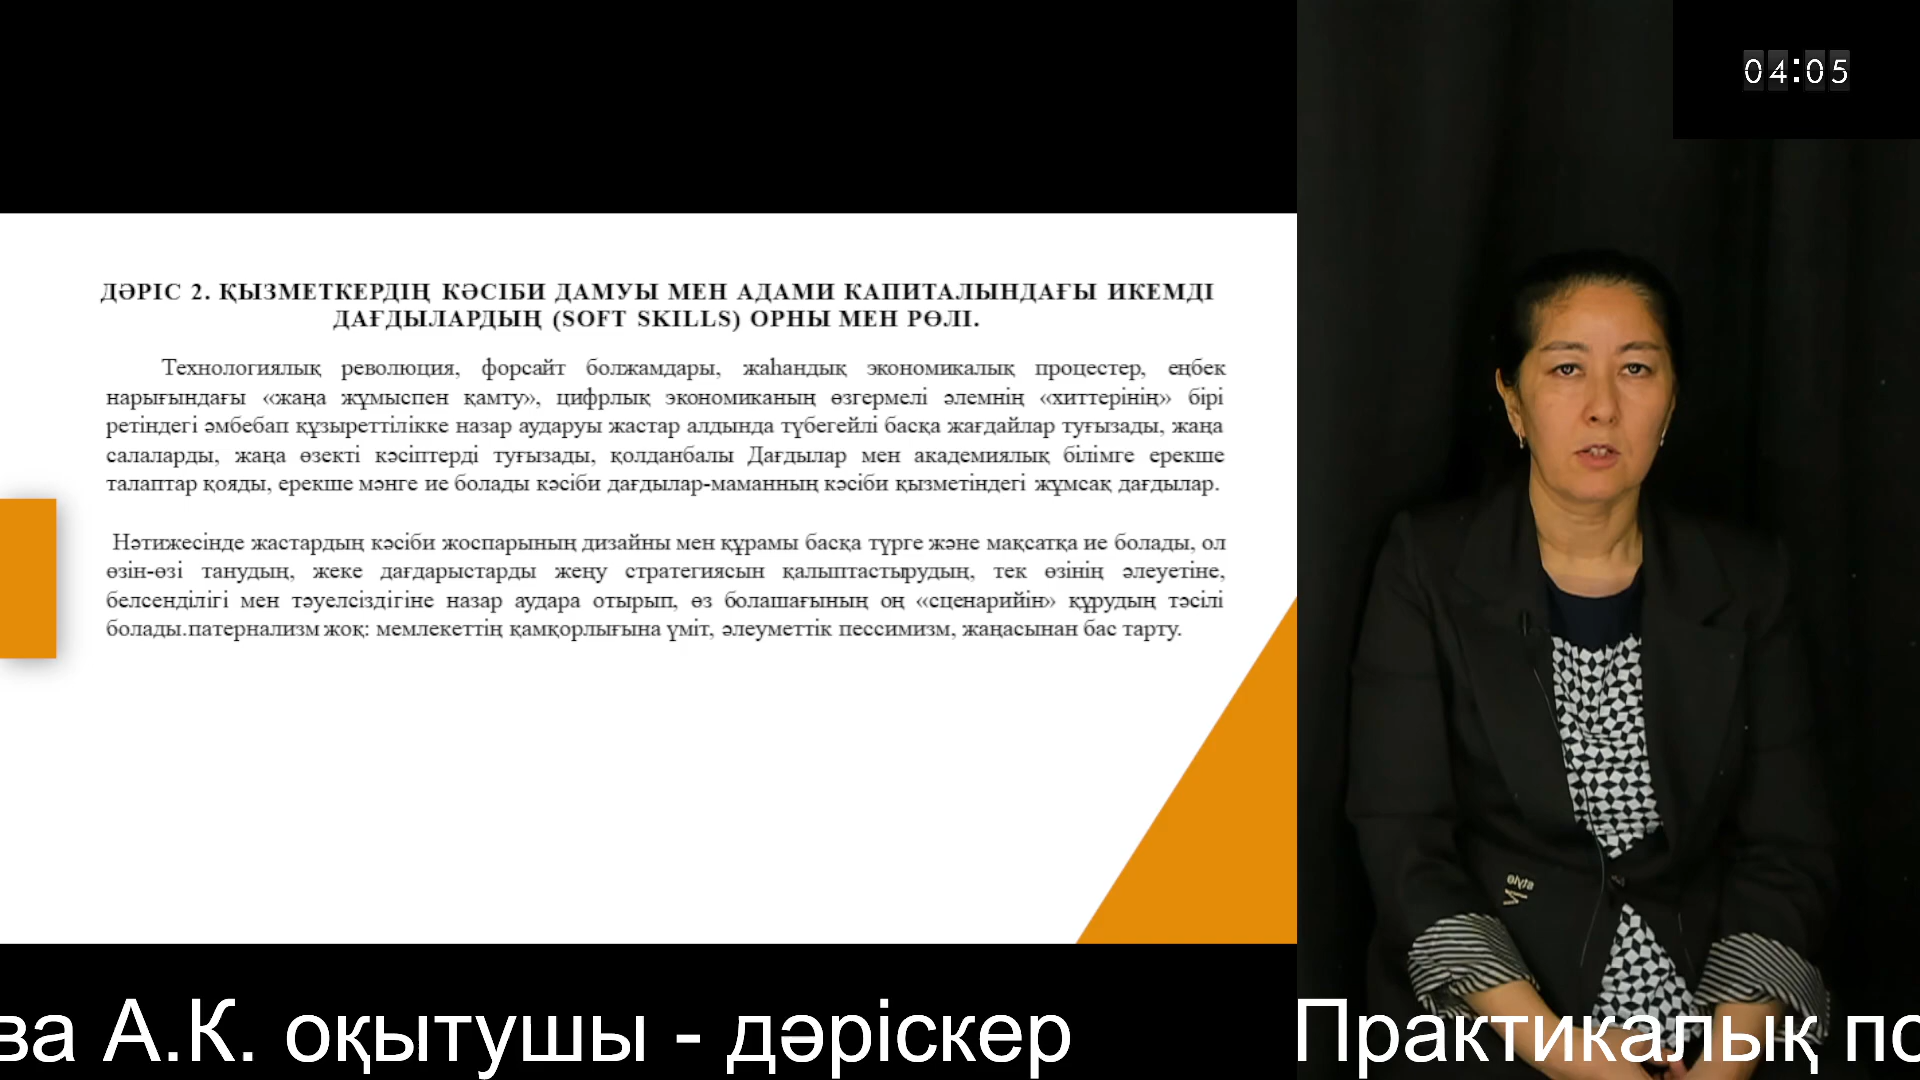 04:05
ДӘРІС 2. ҚЫЗМЕТКЕРДІҢ КӘСІБИ ДАМУЫ МЕН АДАМИ КАПИТАЛЫНДАҒЫ ИКЕМДІ
ДАҒДЫЛАРДЫҢ (SOFT SKILLS) ОРНЫ МЕН РӨЛІ.
Технологиялық революция, форсайт болжамдары, жаһандық экономикалық процестер, еңбек
нарығындағы «жаңа жұмыспен қамту», цифрлық экономиканың өзгермелі әлемнің «хиттерінің» бірі
ретіндегі әмбебап құзыреттілікке назар аударуы жастар алдында түбегейлі басқа жағдайлар туғызады, жаңа
салаларды, жаңа өзекті кәсіптерді туғызады, қолданбалы Дағдылар мен академиялық білімге ерекше
талаптар қояды, ерекше мәнге ие болады кәсіби дағдылар-маманның кәсіби қызметіндегі жұмсақ дағдылар.
Нәтижесінде жастардың кәсіби жоспарының дизайны мен құрамы басқа түрге және мақсатқа ие болады, ол
өзін-өзі танудың, жеке дағдарыстарды жеңу стратегиясын қалыптастырудың, тек өзінің әлеуетіне,
белсенділігі мен тәуелсіздігіне назар аудара отырып, өз болашағының оң «сценарийін» құрудың тәсілі
болады.патернализм жоқ: мемлекеттің қамқорлығына үміт, әлеуметтік пессимизм, жаңасынан бас тарту.
ва А.К. оқытушы - дәріскер Практикалық по